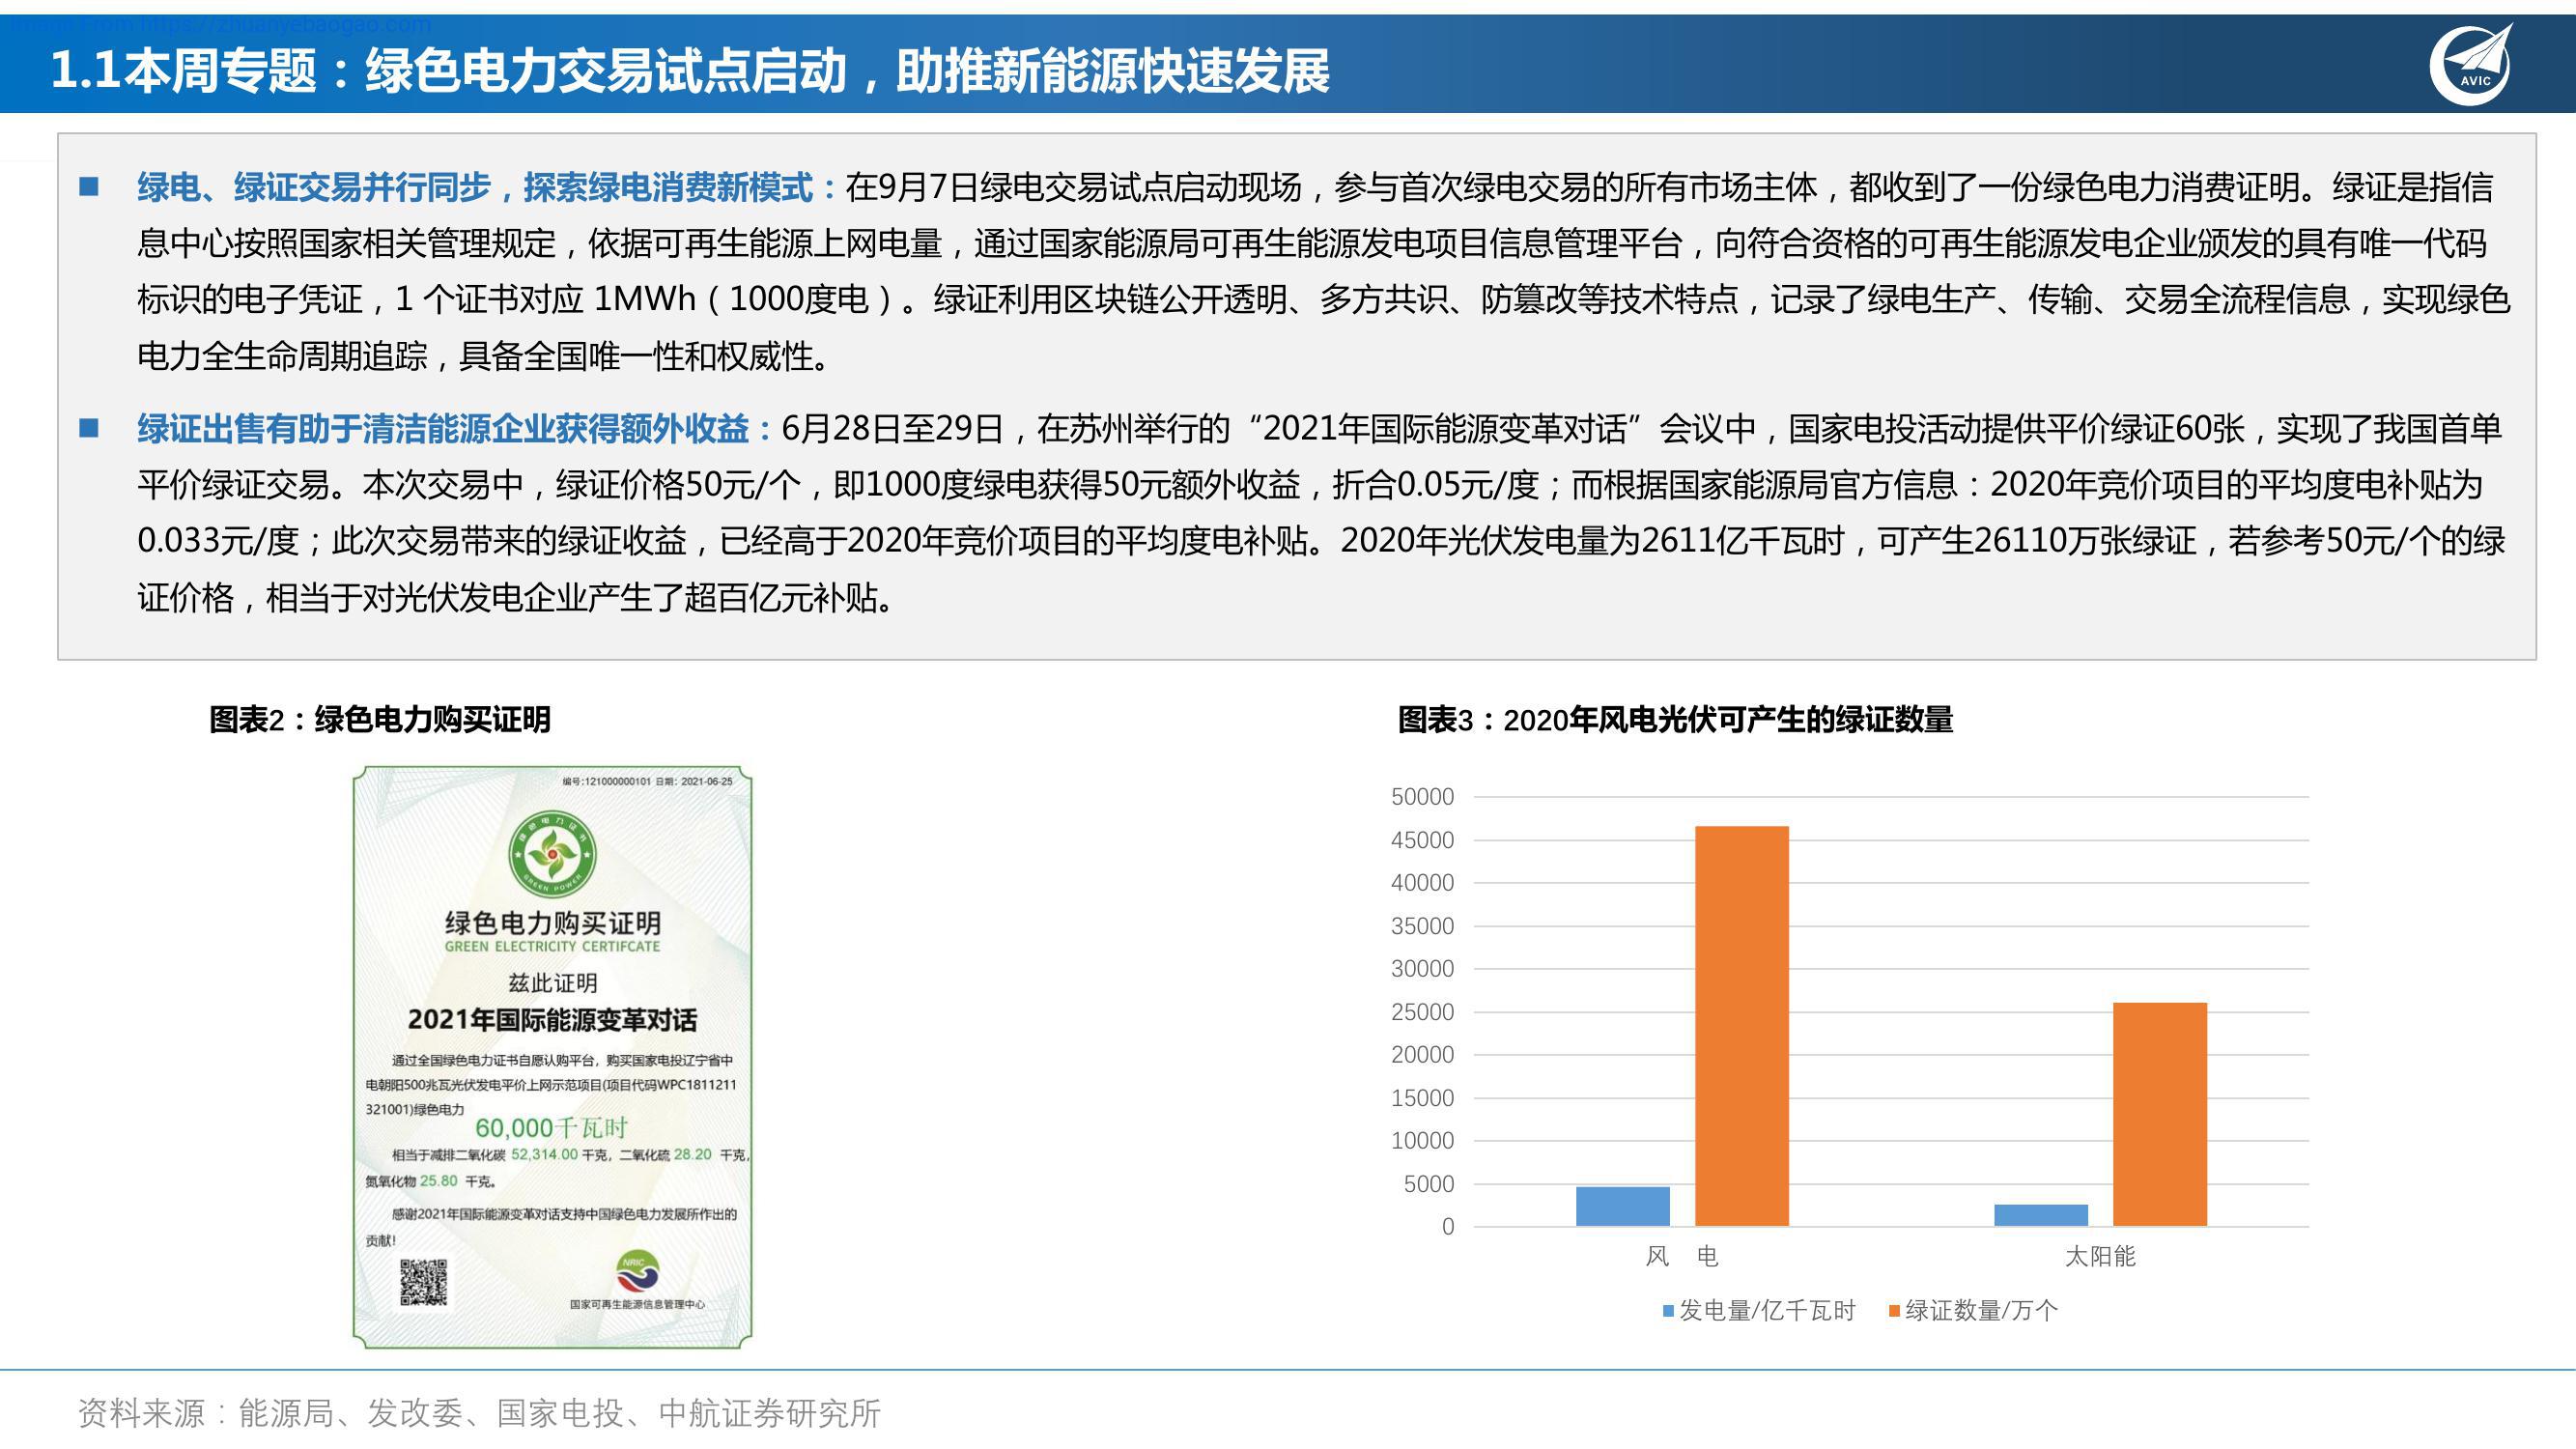 Image From https://zhuanyebaogao.com
1.1本周专题：绿色电力交易试点启动，助推新能源快速发展
AVIC
■ 绿电、绿证交易并行同步，探索绿电消费新模式：在9月7日绿电交易试点启动现场，参与首次绿电交易的所有市场主体，都收到了一份绿色电力消费证明。绿证是指信
息中心按照国家相关管理规定，依据可再生能源上网电量，通过国家能源局可再生能源发电项目信息管理平台，向符合资格的可再生能源发电企业颁发的具有唯一代码
标识的电子凭证，1 个证书对应 1MWh（1000度电）。绿证利用区块链公开透明、多方共识、防篡改等技术特点，记录了绿电生产、传输、交易全流程信息，实现绿色
电力全生命周期追踪，具备全国唯一性和权威性。
■ 绿证出售有助于清洁能源企业获得额外收益：6月28日至29日，在苏州举行的“2021年国际能源变革对话”会议中，国家电投活动提供平价绿证60张，实现了我国首单
平价绿证交易。本次交易中，绿证价格50元/个，即1000度绿电获得50元额外收益，折合0.05元/度；而根据国家能源局官方信息：2020年竞价项目的平均度电补贴为
0.033元/度；此次交易带来的绿证收益，已经高于2020年竞价项目的平均度电补贴。2020年光伏发电量为2611亿千瓦时，可产生26110万张绿证，若参考50元/个的绿
证价格，相当于对光伏发电企业产生了超百亿元补贴。
图表2：绿色电力购买证明
编号:121000000101 日期: 2021-06-25
绿色电力证书
GREEN POWER
绿色电力购买证明
GREEN ELECTRICITY CERTIFCATE
兹此证明
2021年国际能源变革对话
通过全国绿色电力证书自愿认购平台，购买国家电投辽宁省中
电朝阳500兆瓦光伏发电平价上网示范项目(项目代码WPC1811211
321001)绿色电力
60,000千瓦时
相当于减排二氧化碳 52,314.00 千克，二氧化硫 28.20 千克，
氮氧化物 25.80 千克。
感谢2021年国际能源变革对话支持中国绿色电力发展所作出的
贡献!
NRIC
国家可再生能源信息管理中心
图表3：2020年风电光伏可产生的绿证数量
50000
45000
40000
35000
30000
25000
20000
15000
10000
5000
0
风 电
太阳能
发电量/亿千瓦时
绿证数量/万个
资料来源：能源局、发改委、国家电投、中航证券研究所